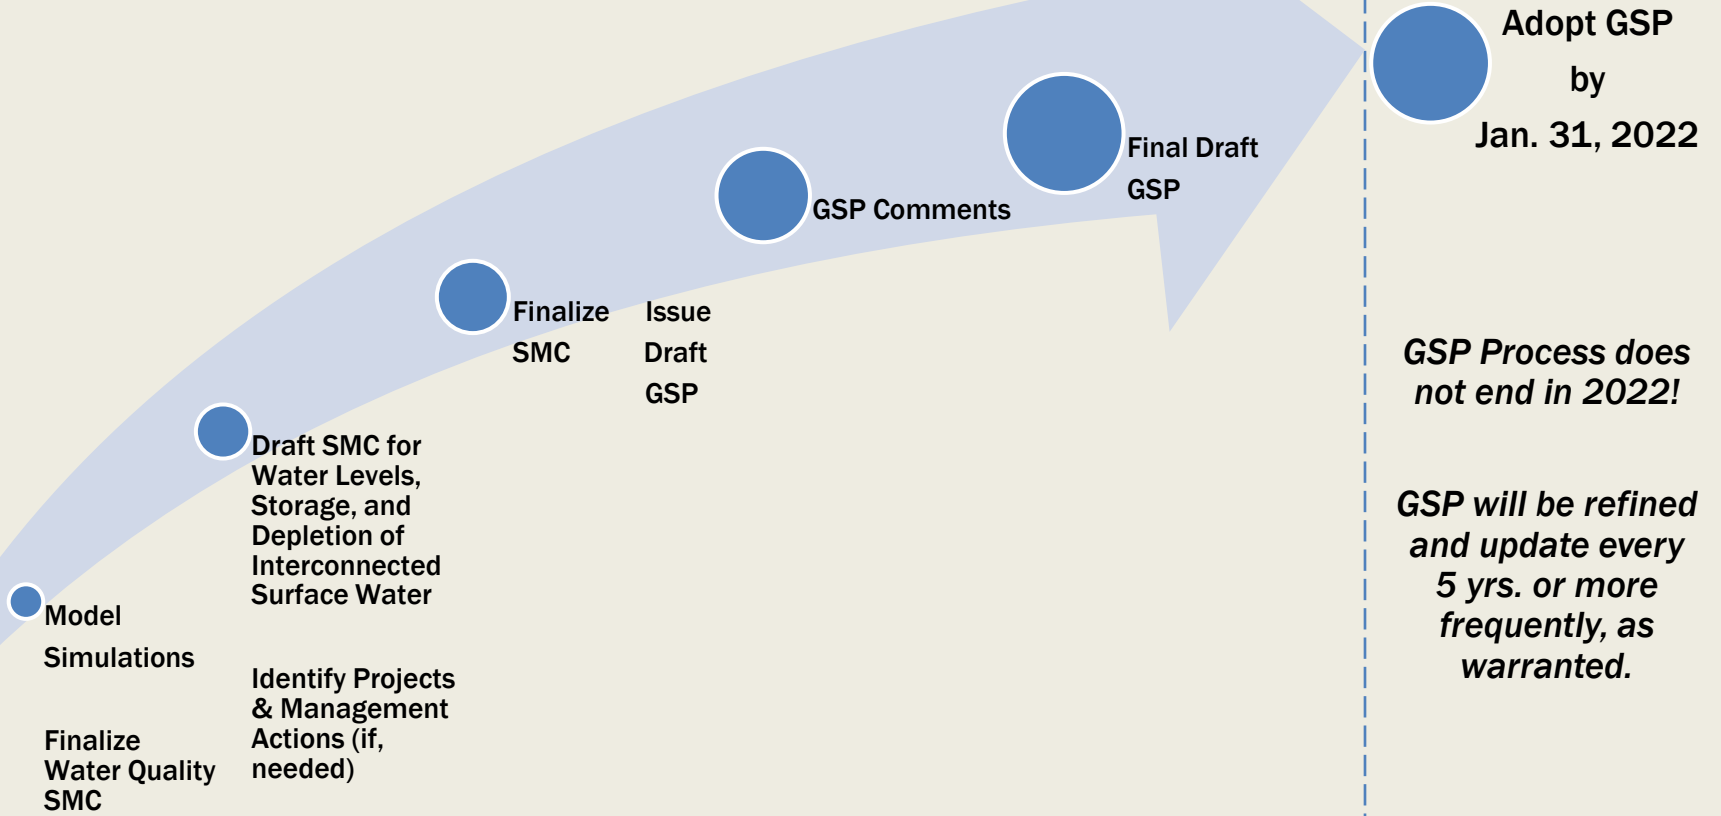 Model
Simulations
Finalize
Water Quality
SMC
Draft SMC for
Water Levels,
Storage, and
Depletion of
Interconnected
Surface Water
Identify Projects
& Management
Actions (if,
needed)
Finalize
SMC
Issue
Draft
GSP
GSP Comments
Final Draft
GSP
Adopt GSP
by
Jan. 31, 2022
GSP Process does
not end in 2022!
GSP will be refined
and update every
5 yrs. or more
frequently, as
warranted.